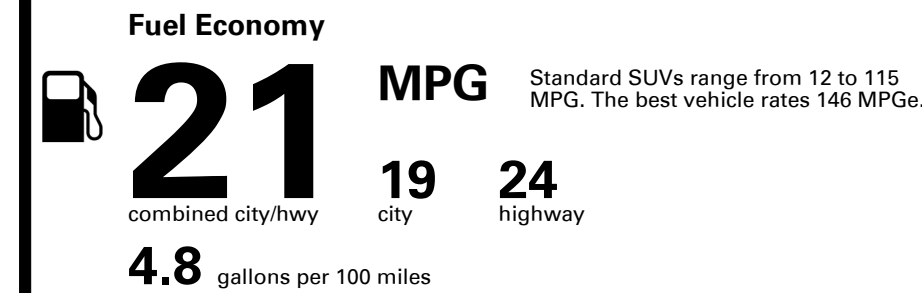 Fuel Economy
21 MPG
Standard SUVs range from 12 to 115
MPG. The best vehicle rates 146 MPGe.
combined city/hwy
19
city
24
highway
4.8 gallons per 100 miles